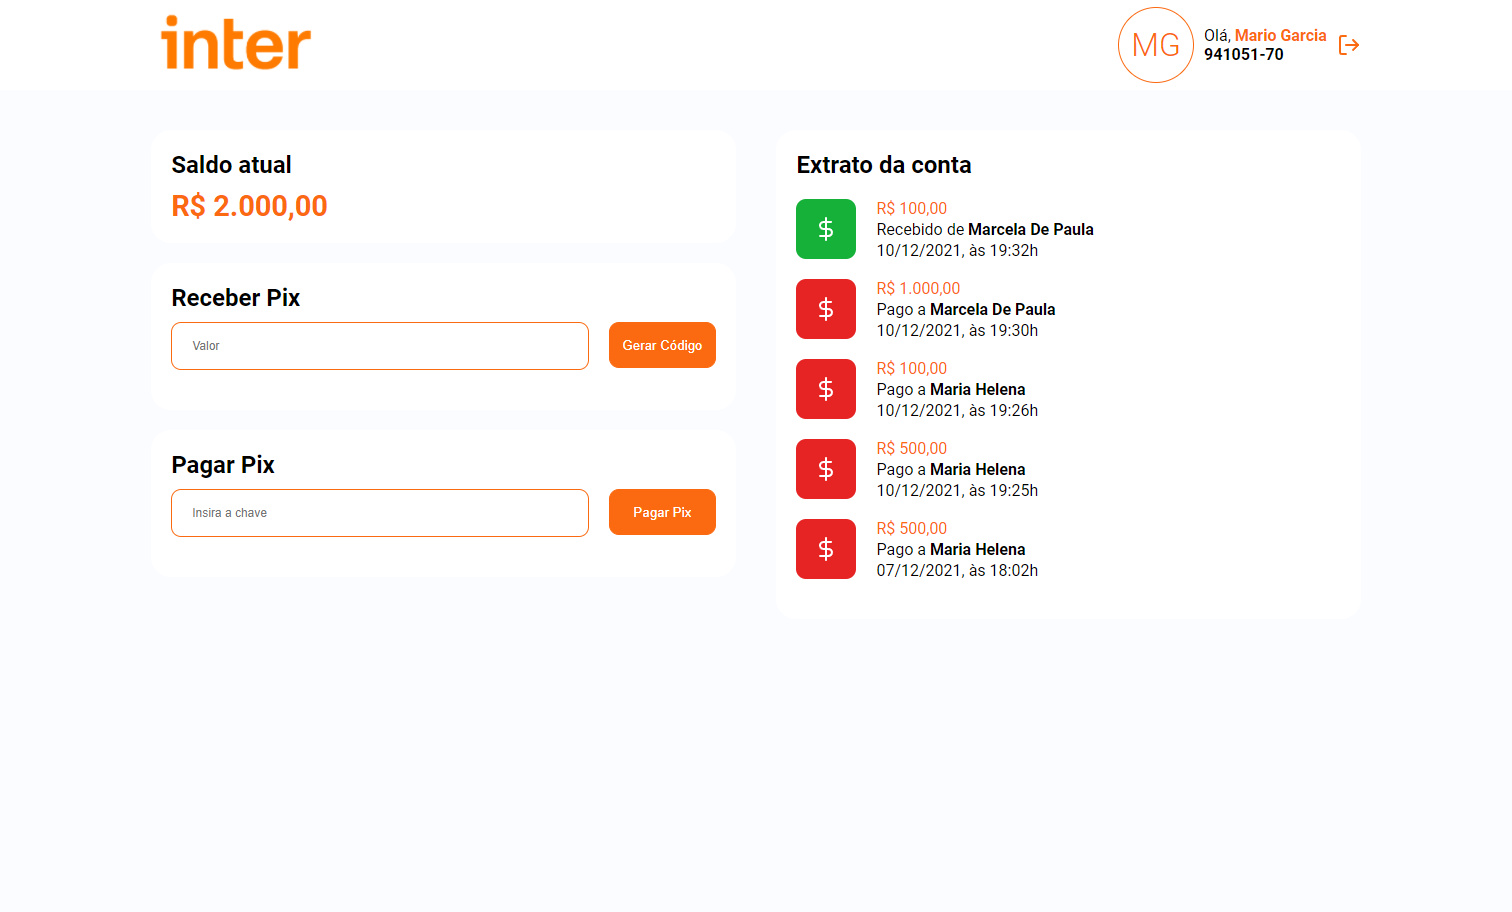 inter
MG
Olá, Mario Garcia
941051-70
Saldo atual
R$ 2.000,00
Receber Pix
Valor
Gerar Código
Pagar Pix
Insira a chave
Pagar Pix
Extrato da conta
$
R$ 100,00
Recebido de Marcela De Paula
10/12/2021, às 19:32h
$
R$ 1.000,00
Pago a Marcela De Paula
10/12/2021, às 19:30h
$
R$ 100,00
Pago a Maria Helena
10/12/2021, às 19:26h
$
R$ 500,00
Pago a Maria Helena
10/12/2021, às 19:25h
$
R$ 500,00
Pago a Maria Helena
07/12/2021, às 18:02h